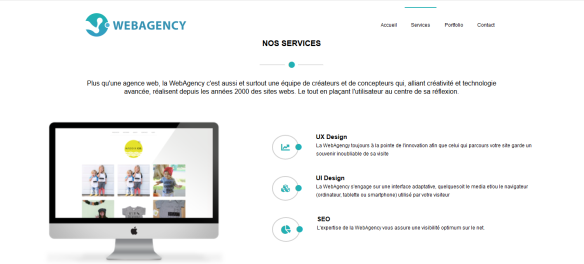 WEBAGENCY
Accueil Services Portfolio Contact
NOS SERVICES
Plus qu'une agence web, la WebAgency c'est aussi et surtout une équipe de créateurs et de concepteurs qui, alliant créativité et technologie
avancée, réalisent depuis les années 2000 des sites webs. Le tout en plaçant l'utilisateur au centre de sa réflexion.
UX Design
La WebAgengy toujours à la pointe de l'innovation afin que celui qui parcours votre site garde un
souvenir inoubliable de sa visite
UI Design
La WebAgency s'engage sur une interface adaptative, quelquesoit le media et/ou le navigateur
(ordinateur, tablette ou smartphone) utilisé par votre visiteur
SEO
L'expertise de la WebAgency vous assure une visibilité optimum sur le net.